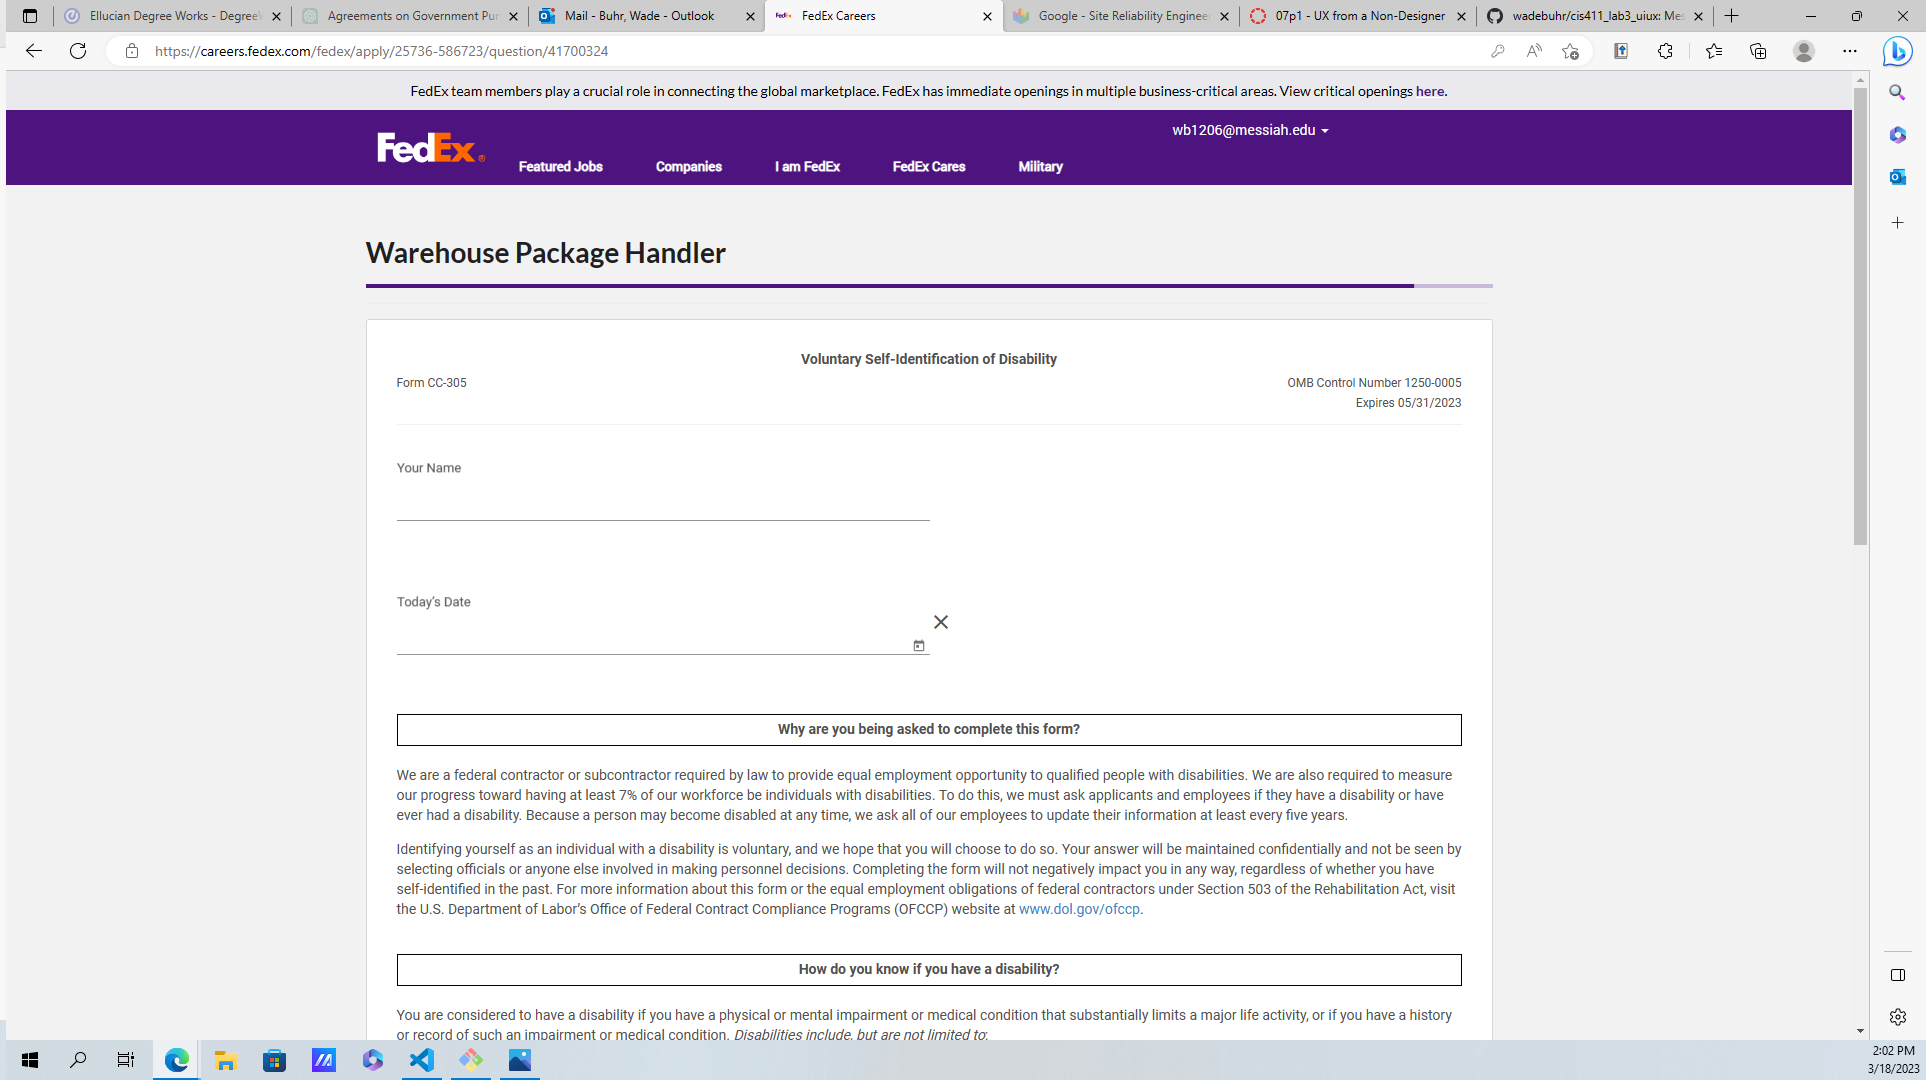 Ellucian Degree Works - Degree
Agreements on Government Pur
Mail - Buhr, Wade - Outlook
FedEx Careers
Google - Site Reliability Engineer
07p1 - UX from a Non-Designer
wadebuhr/cis411_lab3_uiux: Mes
https://careers.fedex.com/fedex/apply/25736-586723/question/41700324
FedEx team members play a crucial role in connecting the global marketplace. FedEx has immediate openings in multiple business-critical areas. View critical openings here.
wb1206@messiah.edu
FedEx
Featured Jobs Companies I am FedEx FedEx Cares Military
Warehouse Package Handler
Voluntary Self-Identification of Disability
Form CC-305
OMB Control Number 1250-0005
Expires 05/31/2023
Your Name
Today's Date
Why are you being asked to complete this form?
We are a federal contractor or subcontractor required by law to provide equal employment opportunity to qualified people with disabilities. We are also required to measure
our progress toward having at least 7% of our workforce be individuals with disabilities. To do this, we must ask applicants and employees if they have a disability or have
ever had a disability. Because a person may become disabled at any time, we ask all of our employees to update their information at least every five years.
Identifying yourself as an individual with a disability is voluntary, and we hope that you will choose to do so. Your answer will be maintained confidentially and not be seen by
selecting officials or anyone else involved in making personnel decisions. Completing the form will not negatively impact you in any way, regardless of whether you have
self-identified in the past. For more information about this form or the equal employment obligations of federal contractors under Section 503 of the Rehabilitation Act, visit
the U.S. Department of Labor's Office of Federal Contract Compliance Programs (OFCCP) website at www.dol.gov/ofccp.
How do you know if you have a disability?
You are considered to have a disability if you have a physical or mental impairment or medical condition that substantially limits a major life activity, or if you have a history
or record of such an impairment or medical condition. Disabilities include, but are not limited to:
2:02 PM
3/18/2023